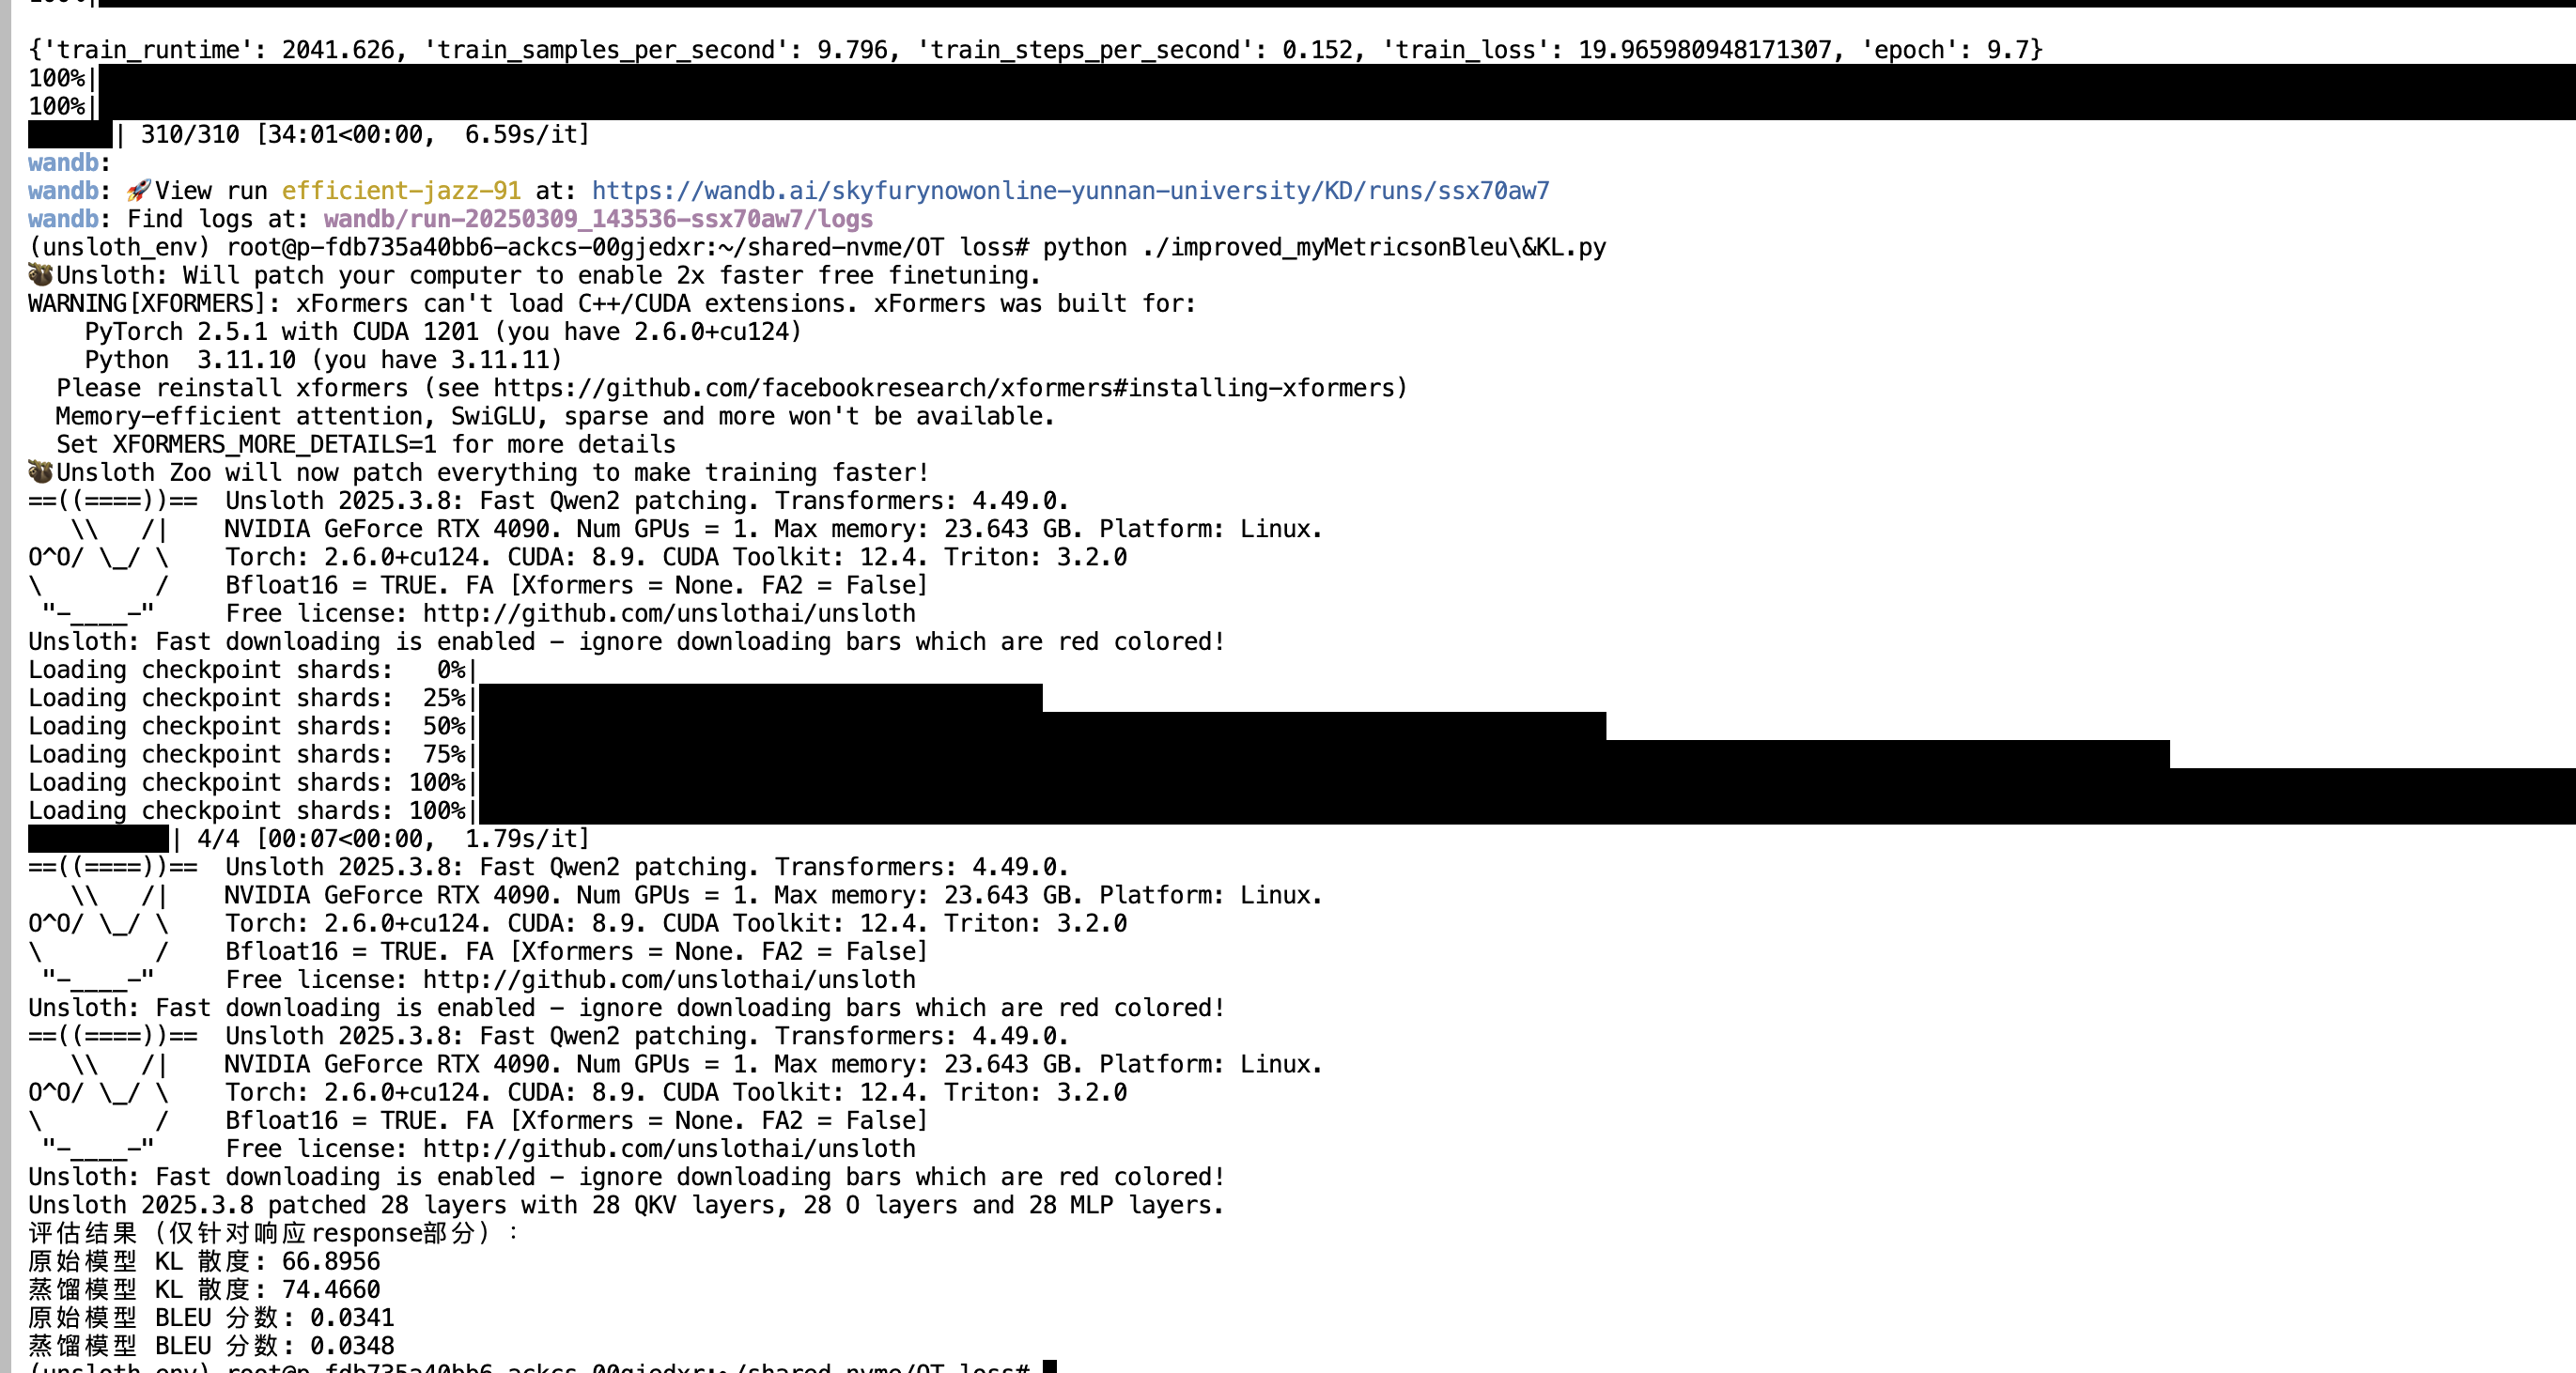 100%|
{'train_runtime': 2041.626, 'train_samples_per_second': 9.796, 'train_steps_per_second': 0.152, 'train_loss': 19.965980948171307, 'epoch': 9.7}
100%|
100%|
| 310/310 [34:01<00:00,  6.59s/it]
wandb:
wandb: 🚀View run efficient-jazz-91 at: https://wandb.ai/skyfurynowonline-yunnan-university/KD/runs/ssx70aw7
wandb: Find logs at: wandb/run-20250309_143536-ssx70aw7/logs
(unsloth_env) root@p-fdb735a40bb6-ackcs-00gjedxr:~/shared-nvme/OT loss# python ./improved_myMetricsonBleu\&KL.py
🦥Unsloth: Will patch your computer to enable 2x faster free finetuning.
WARNING[XFORMERS]: xFormers can't load C++/CUDA extensions. xFormers was built for:
    PyTorch 2.5.1 with CUDA 1201 (you have 2.6.0+cu124)
    Python  3.11.10 (you have 3.11.11)
  Please reinstall xformers (see https://github.com/facebookresearch/xformers#installing-xformers)
  Memory-efficient attention, SwiGLU, sparse and more won't be available.
  Set XFORMERS_MORE_DETAILS=1 for more details
🦥Unsloth Zoo will now patch everything to make training faster!
==((====))==  Unsloth 2025.3.8: Fast Qwen2 patching. Transformers: 4.49.0.
   \\   /|    NVIDIA GeForce RTX 4090. Num GPUs = 1. Max memory: 23.643 GB. Platform: Linux.
O^O/ \_/ \    Torch: 2.6.0+cu124. CUDA: 8.9. CUDA Toolkit: 12.4. Triton: 3.2.0
\        /    Bfloat16 = TRUE. FA [Xformers = None. FA2 = False]
 "-____-"     Free license: http://github.com/unslothai/unsloth
Unsloth: Fast downloading is enabled - ignore downloading bars which are red colored!
Loading checkpoint shards:   0%|
Loading checkpoint shards:  25%|
Loading checkpoint shards:  50%|
Loading checkpoint shards:  75%|
Loading checkpoint shards: 100%|
Loading checkpoint shards: 100%|
| 4/4 [00:07<00:00,  1.79s/it]
==((====))==  Unsloth 2025.3.8: Fast Qwen2 patching. Transformers: 4.49.0.
   \\   /|    NVIDIA GeForce RTX 4090. Num GPUs = 1. Max memory: 23.643 GB. Platform: Linux.
O^O/ \_/ \    Torch: 2.6.0+cu124. CUDA: 8.9. CUDA Toolkit: 12.4. Triton: 3.2.0
\        /    Bfloat16 = TRUE. FA [Xformers = None. FA2 = False]
 "-____-"     Free license: http://github.com/unslothai/unsloth
Unsloth: Fast downloading is enabled - ignore downloading bars which are red colored!
==((====))==  Unsloth 2025.3.8: Fast Qwen2 patching. Transformers: 4.49.0.
   \\   /|    NVIDIA GeForce RTX 4090. Num GPUs = 1. Max memory: 23.643 GB. Platform: Linux.
O^O/ \_/ \    Torch: 2.6.0+cu124. CUDA: 8.9. CUDA Toolkit: 12.4. Triton: 3.2.0
\        /    Bfloat16 = TRUE. FA [Xformers = None. FA2 = False]
 "-____-"     Free license: http://github.com/unslothai/unsloth
Unsloth: Fast downloading is enabled - ignore downloading bars which are red colored!
Unsloth 2025.3.8 patched 28 layers with 28 QKV layers, 28 O layers and 28 MLP layers.
评估结果（仅针对响应response部分）：
原始模型 KL 散度: 66.8956
蒸馏模型 KL 散度: 74.4660
原始模型 BLEU 分数: 0.0341
蒸馏模型 BLEU 分数: 0.0348
(unsloth_env) root@p-fdb735a40bb6-ackcs-00gjedxr:~/shared-nvme/OT loss#